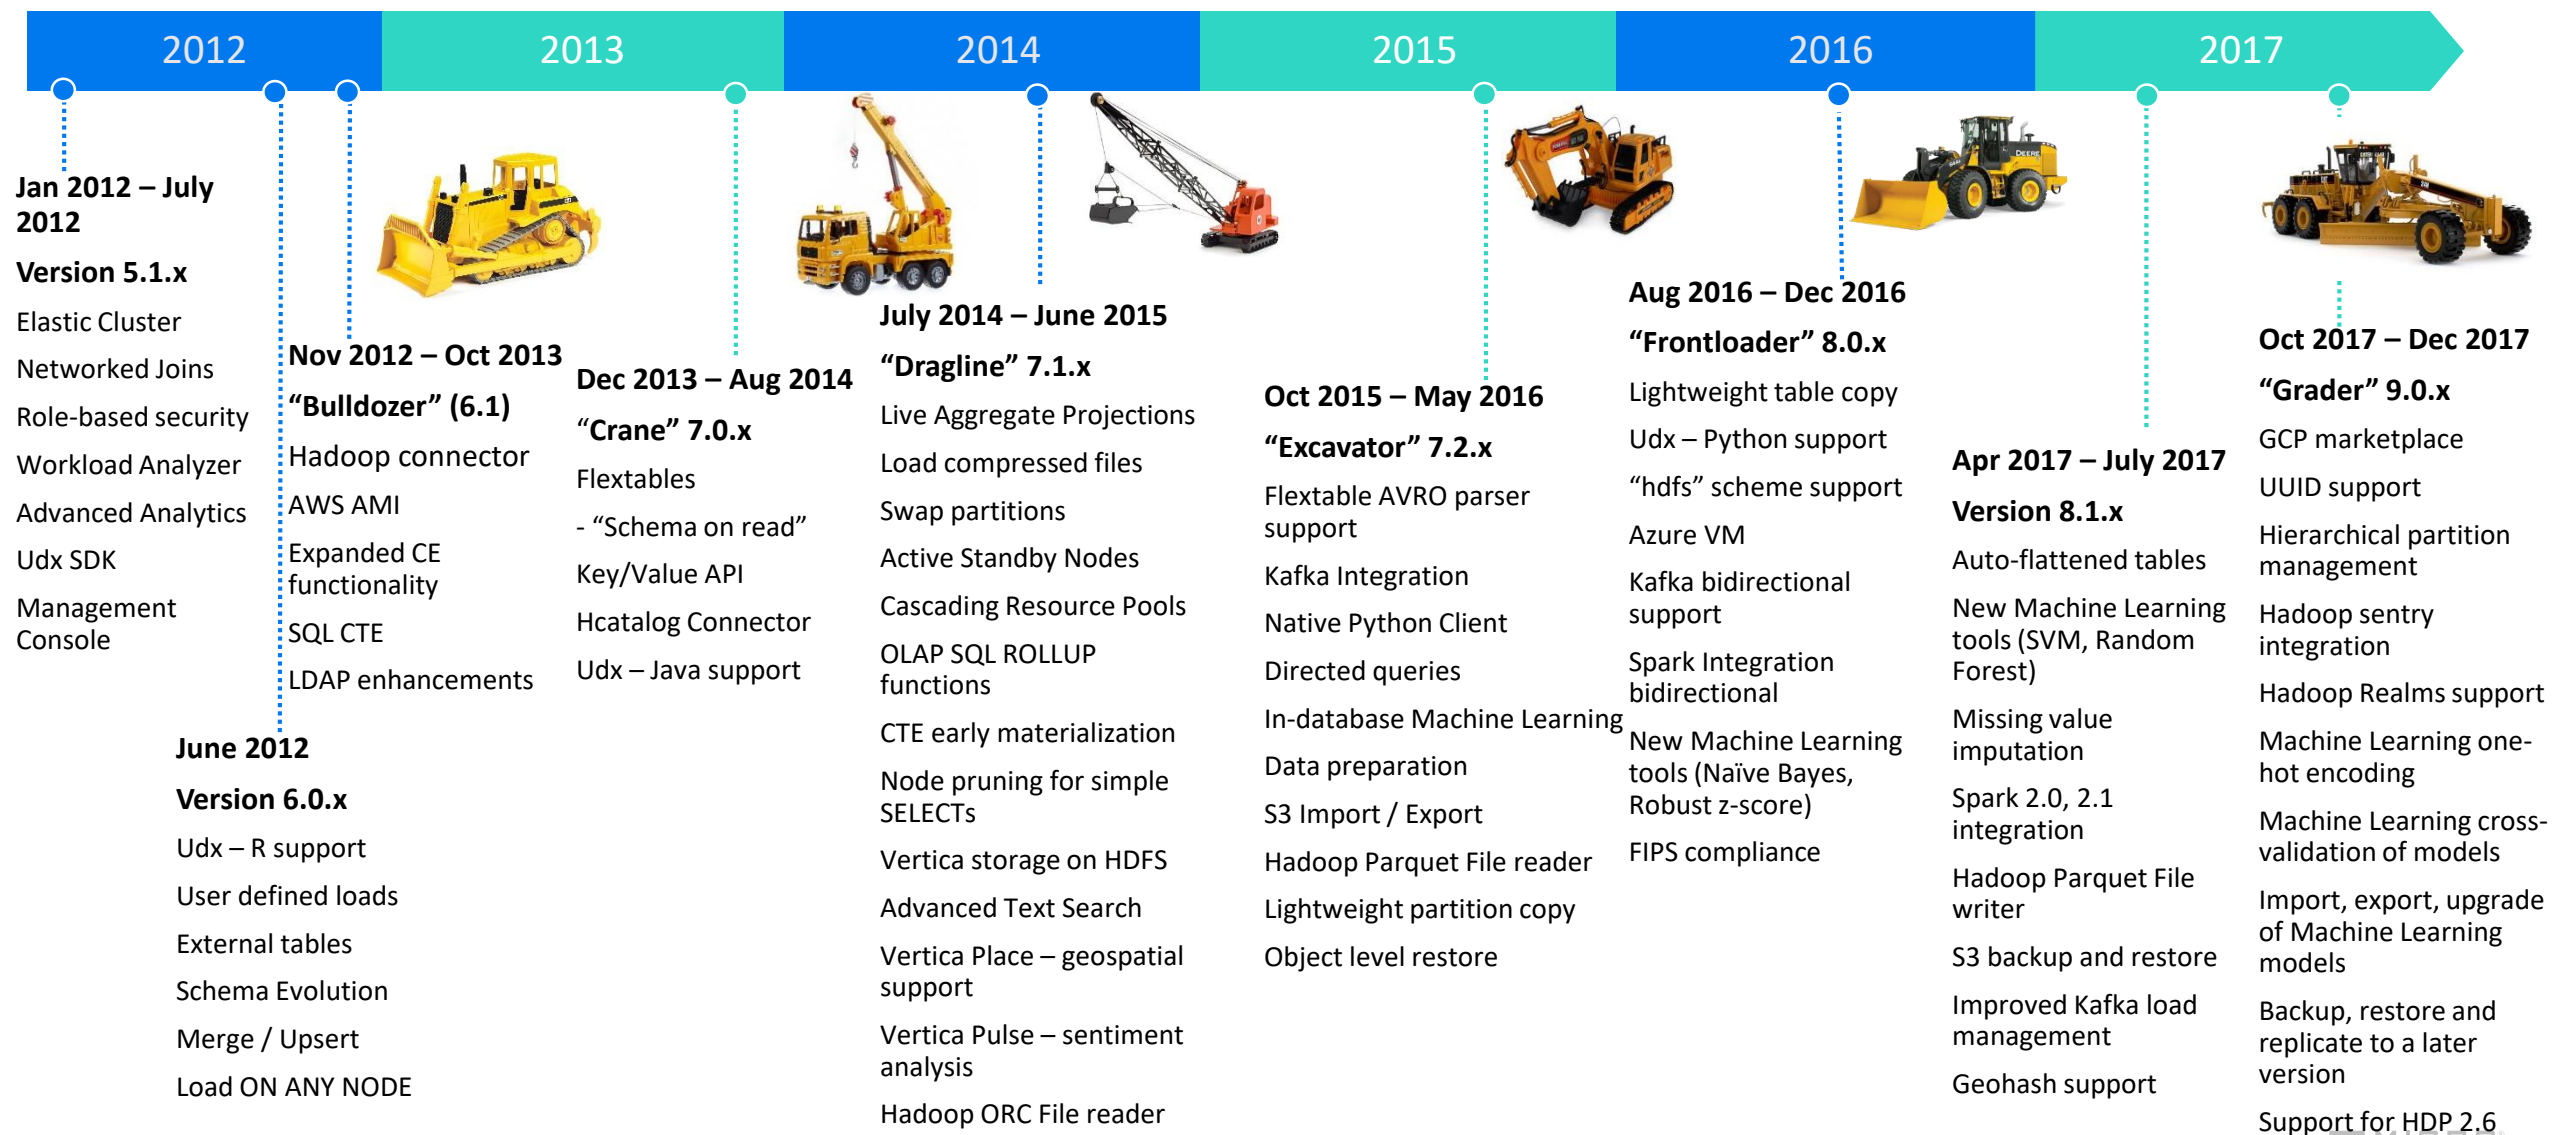 2012
2013
2014
2015
2016
2017
Jan 2012 – July
2012
Version 5.1.x
Elastic Cluster
Networked Joins
Role-based security
Workload Analyzer
Advanced Analytics
Udx SDK
Management
Console
June 2012
Version 6.0.x
Udx – R support
User defined loads
External tables
Schema Evolution
Merge / Upsert
Load ON ANY NODE
Nov 2012 – Oct 2013
“Bulldozer” (6.1)
Hadoop connector
AWS AMI
Expanded CE
functionality
SQL CTE
LDAP enhancements
Dec 2013 – Aug 2014
“Crane” 7.0.x
Flextables
- “Schema on read”
Key/Value API
Hcatalog Connector
Udx – Java support
July 2014 – June 2015
“Dragline” 7.1.x
Live Aggregate Projections
Load compressed files
Swap partitions
Active Standby Nodes
Cascading Resource Pools
OLAP SQL ROLLUP
functions
CTE early materialization
Node pruning for simple
SELECTs
Vertica storage on HDFS
Advanced Text Search
Vertica Place – geospatial
support
Vertica Pulse – sentiment
analysis
Hadoop ORC File reader
Oct 2015 – May 2016
“Excavator” 7.2.x
Flextable AVRO parser
support
Kafka Integration
Native Python Client
Directed queries
In-database Machine Learning
Data preparation
S3 Import / Export
Hadoop Parquet File reader
Lightweight partition copy
Object level restore
Aug 2016 – Dec 2016
“Frontloader” 8.0.x
Lightweight table copy
Udx – Python support
“hdfs” scheme support
Azure VM
Kafka bidirectional
support
Spark Integration
bidirectional
New Machine Learning
tools (Naïve Bayes,
Robust z-score)
FIPS compliance
DEERE
Apr 2017 – July 2017
Version 8.1.x
Auto-flattened tables
New Machine Learning
tools (SVM, Random
Forest)
Missing value
imputation
Spark 2.0, 2.1
integration
Hadoop Parquet File
writer
S3 backup and restore
Improved Kafka load
management
Geohash support
Oct 2017 – Dec 2017
“Grader” 9.0.x
GCP marketplace
UUID support
Hierarchical partition
management
Hadoop sentry
integration
Hadoop Realms support
Machine Learning one-
hot encoding
Machine Learning cross-
validation of models
Import, export, upgrade
of Machine Learning
models
Backup, restore and
replicate to a later
version
Support for HDP 2.6